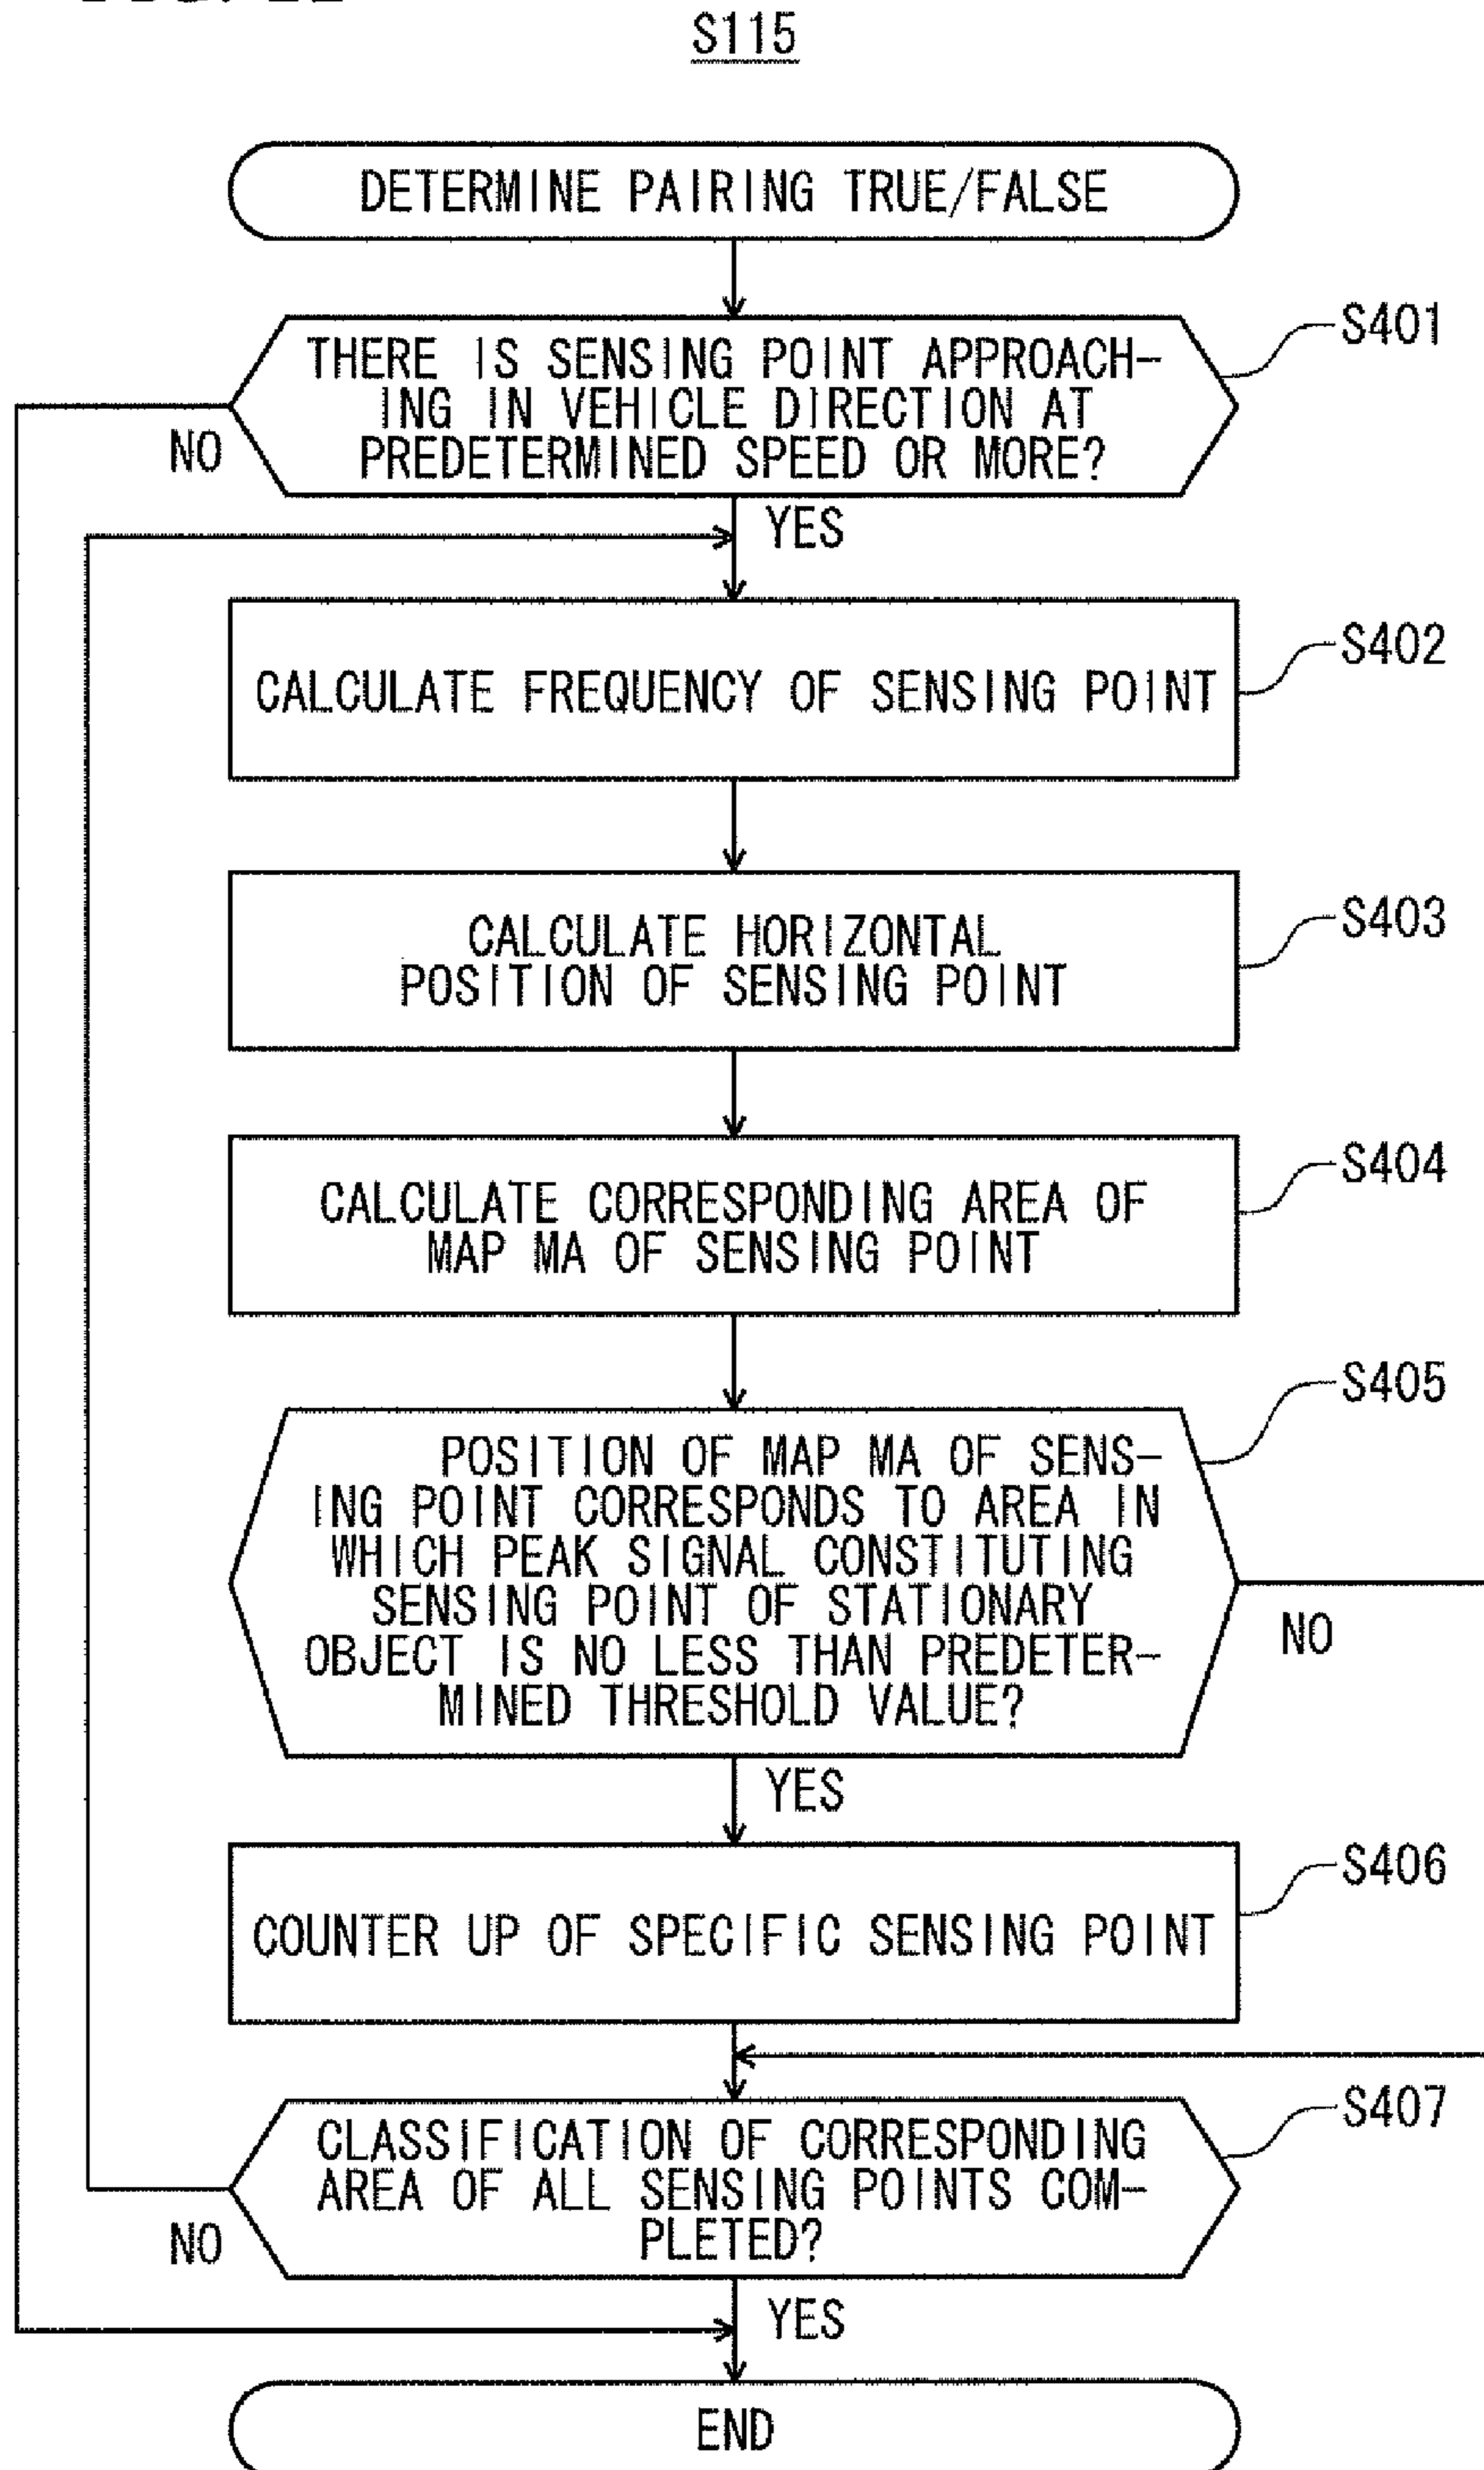 S115
DETERMINE PAIRING TRUE/FALSE
THERE IS SENSING POINT APPROACH-
ING IN VEHICLE DIRECTION AT
PREDETERMINED SPEED OR MORE?
S401
NO
YES
CALCULATE FREQUENCY OF SENSING POINT
S402
CALCULATE HORIZONTAL
POSITION OF SENSING POINT
S403
CALCULATE CORRESPONDING AREA OF
MAP MA OF SENSING POINT
S404
POSITION OF MAP MA OF SENS-
ING POINT CORRESPONDS TO AREA IN
WHICH PEAK SIGNAL CONSTITUTING
SENSING POINT OF STATIONARY
OBJECT IS NO LESS THAN PREDETER-
MINED THRESHOLD VALUE?
S405
NO
YES
COUNTER UP OF SPECIFIC SENSING POINT
S406
CLASSIFICATION OF CORRESPONDING
AREA OF ALL SENSING POINTS COM-
PLETED?
S407
NO
YES
END